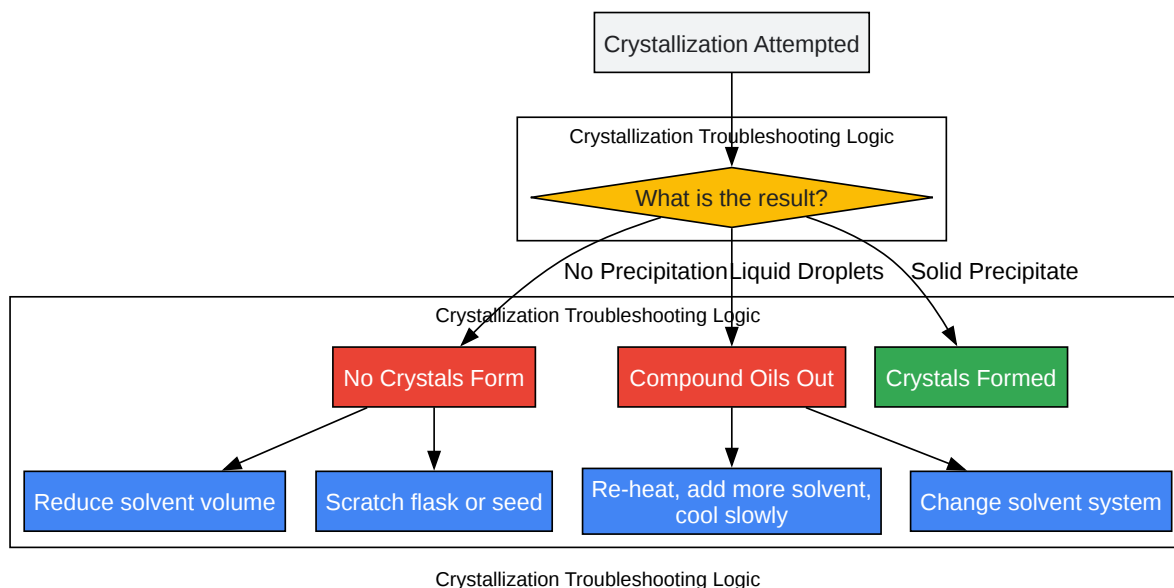 Crystallization Attempted
Crystallization Troubleshooting Logic
What is the result?
No Precipitation
Liquid Droplets
Solid Precipitate
Crystallization Troubleshooting Logic
No Crystals Form
Compound Oils Out
Crystals Formed
Reduce solvent volume
Scratch flask or seed
Re-heat, add more solvent,
cool slowly
Change solvent system
Crystallization Troubleshooting Logic